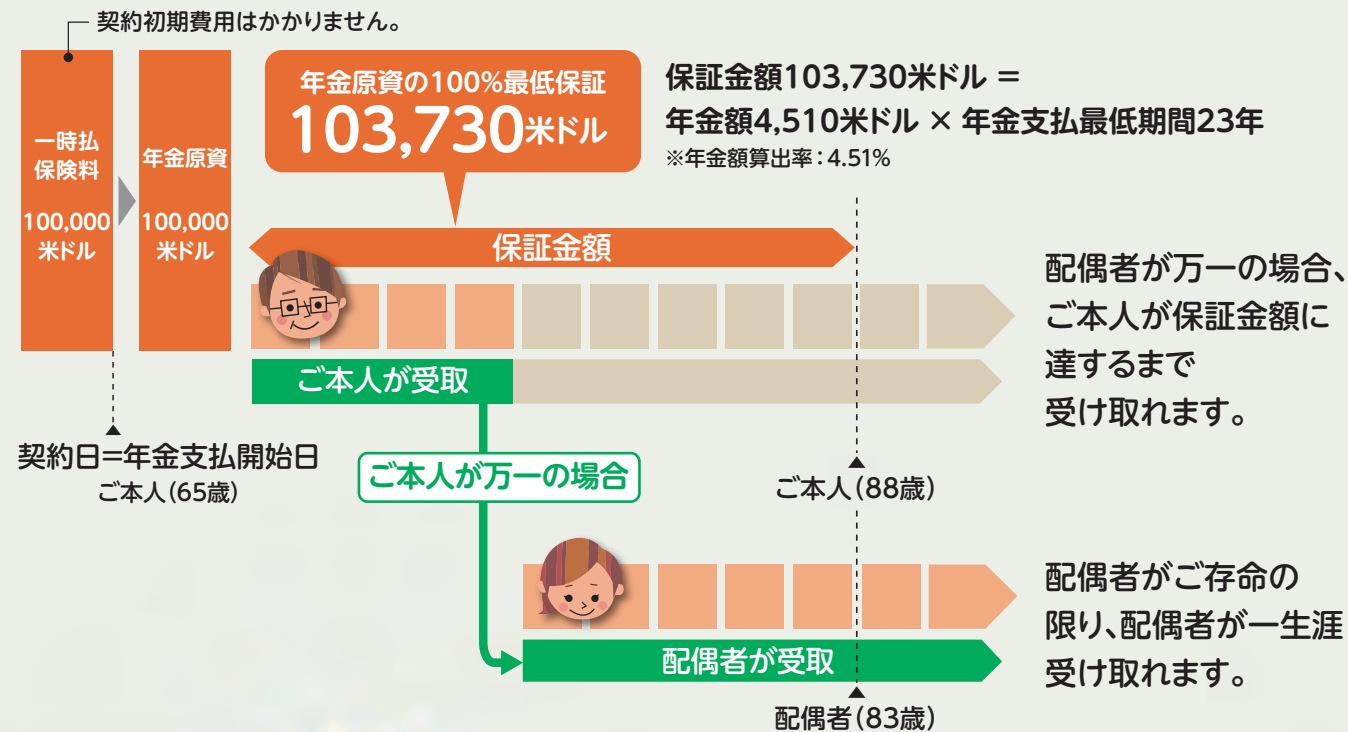 契約初期費用はかかりません。
一時払
保険料
100,000
米ドル
年金原資
100,000
米ドル
年金原資の100%最低保証
103,730米ドル
保証金額103,730米ドル =
年金額4,510米ドル × 年金支払最低期間23年
※年金額算出率:4.51%
保証金額
ご本人が受取
契約日=年金支払開始日
ご本人(65歳)
ご本人が万一の場合
ご本人(88歳)
配偶者が万一の場合、
ご本人が保証金額に
達するまで
受け取れます。
配偶者が受取
配偶者(83歳)
配偶者がご存命の
限り、配偶者が一生涯
受け取れます。